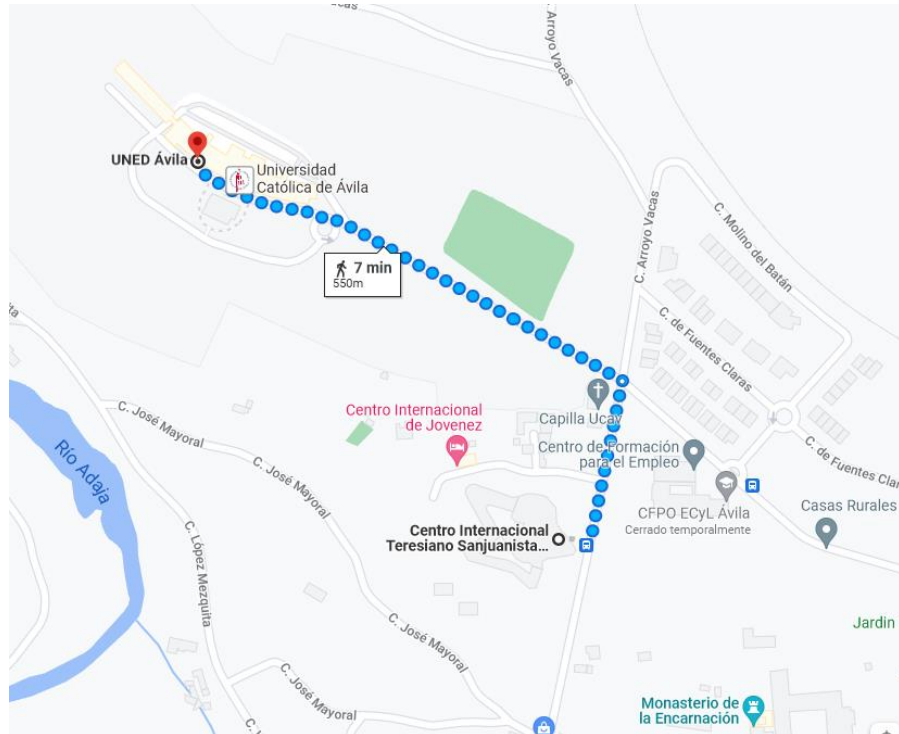 C. Arroyo Vacas
UNED Ávila
Universidad
Católica de Ávila
C. Arroyo Vacas
C. Molino del Batán
7 min
550m
C. de Fuentes Claras
Centro Internacional
de Jovenez
Capilla Ucav
C. José Mayoral
Río Adaja
Centro de Formación
para el Empleo
C. de Fuentes Clar
C. José Mayoral
CFPO ECyL Ávila
Cerrado temporalmente
Casas Rurales
Centro Internacional
Teresiano Sanjuanista...
C. López Mezquita
C. José Mayoral
Jardin
C. José Mayoral
Monasterio de
la Encarnación